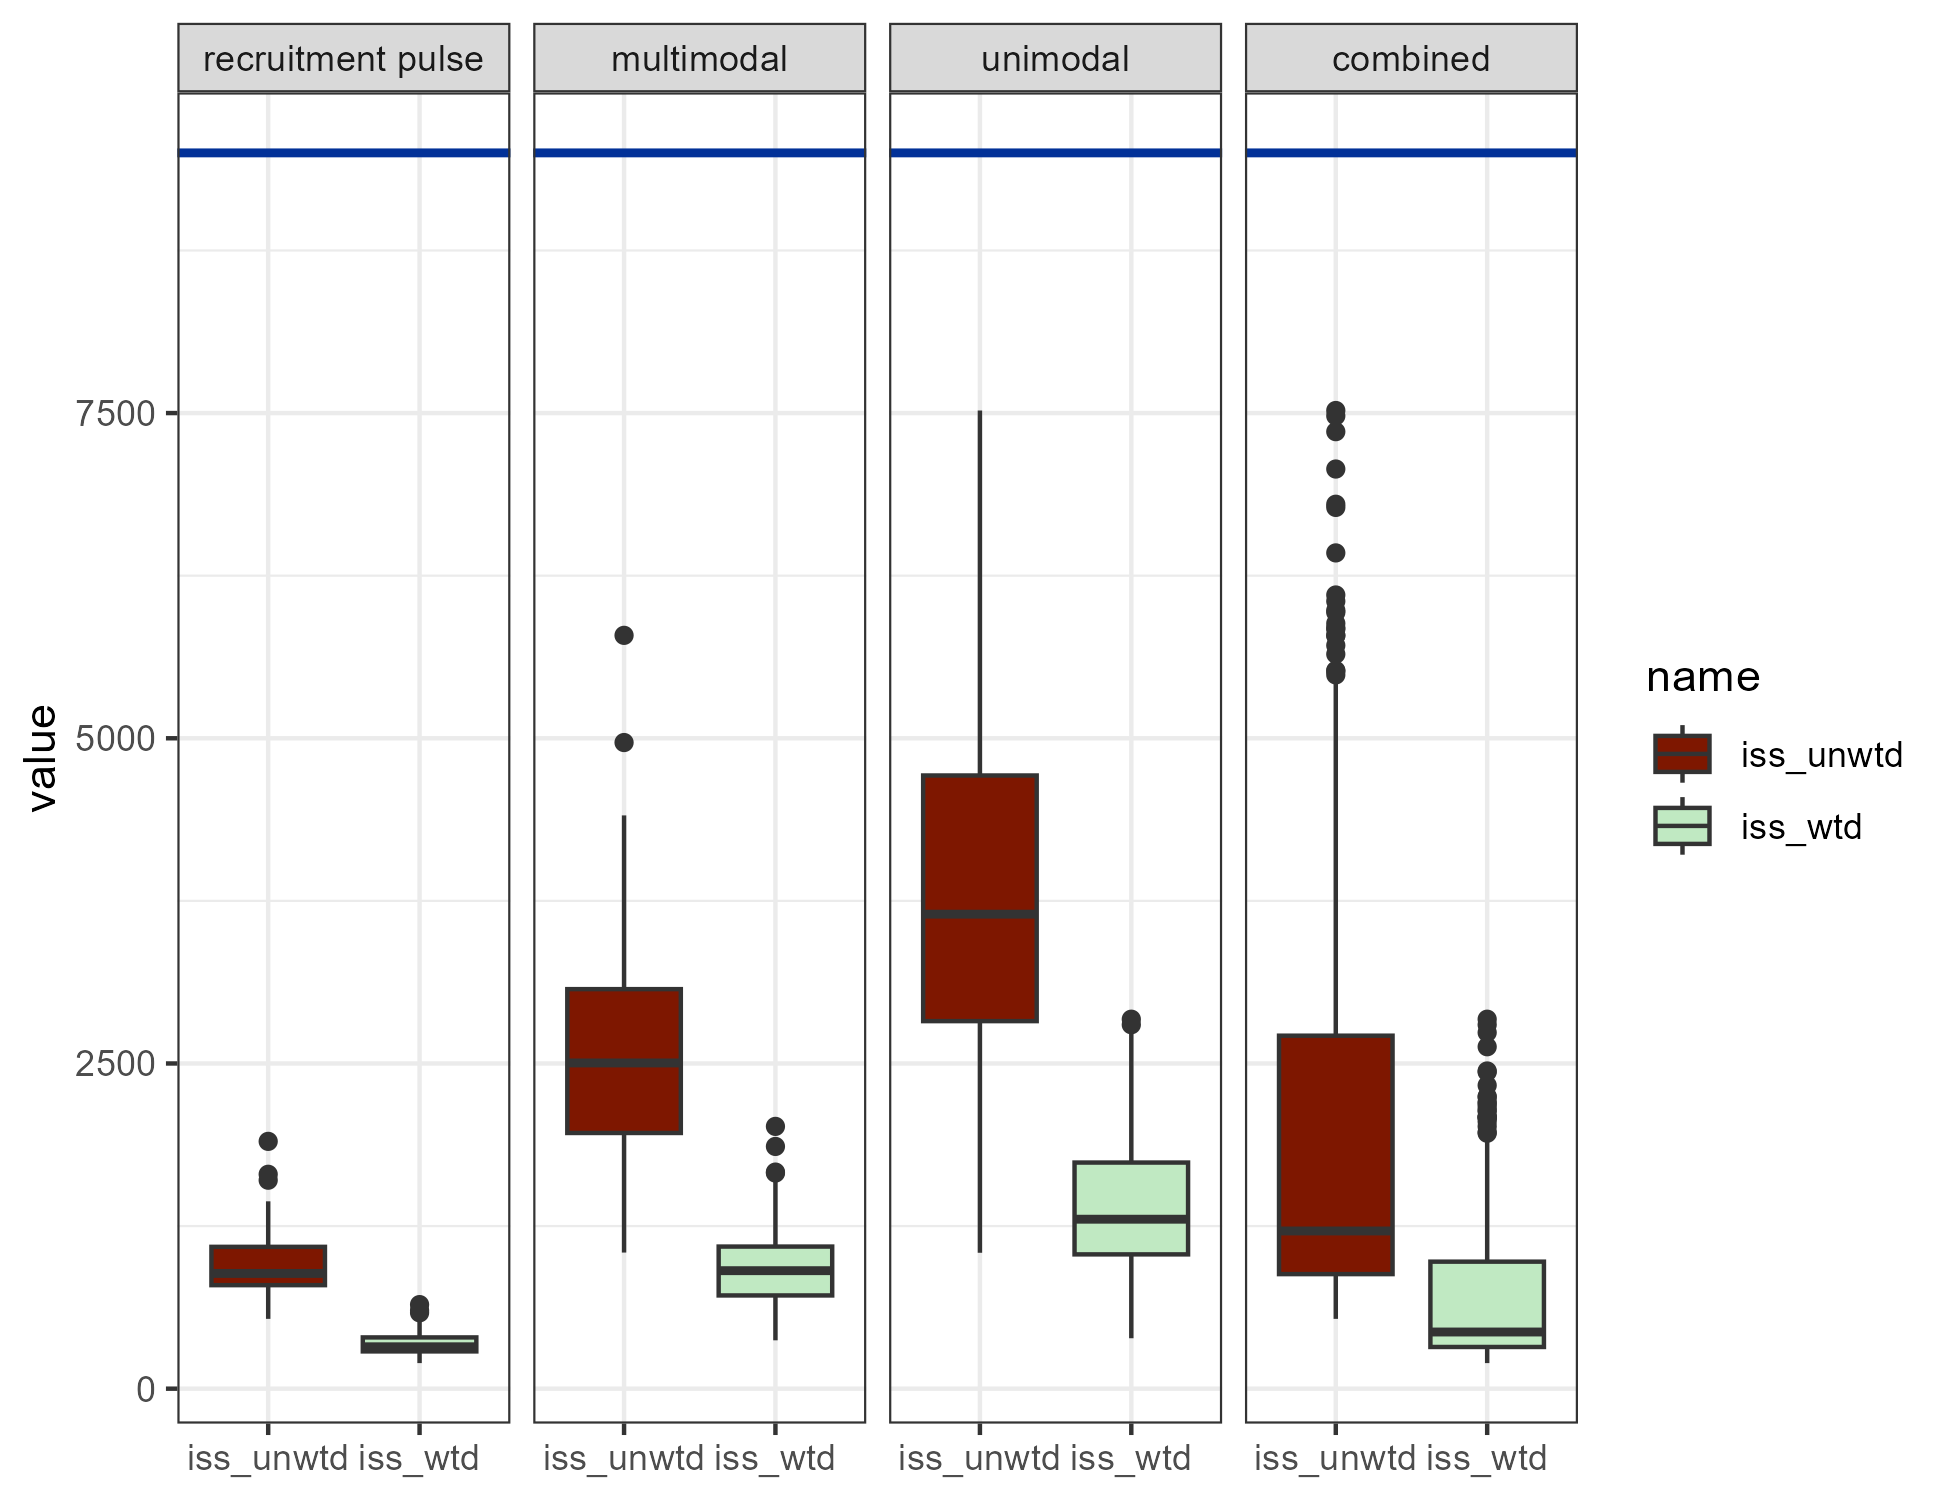 recruitment pulse
multimodal
unimodal
combined
value
7500
5000
2500
0
iss_unwtd iss_wtd
iss_unwtd iss_wtd
iss_unwtd iss_wtd
iss_unwtd iss_wtd
name
iss_unwtd
iss_wtd